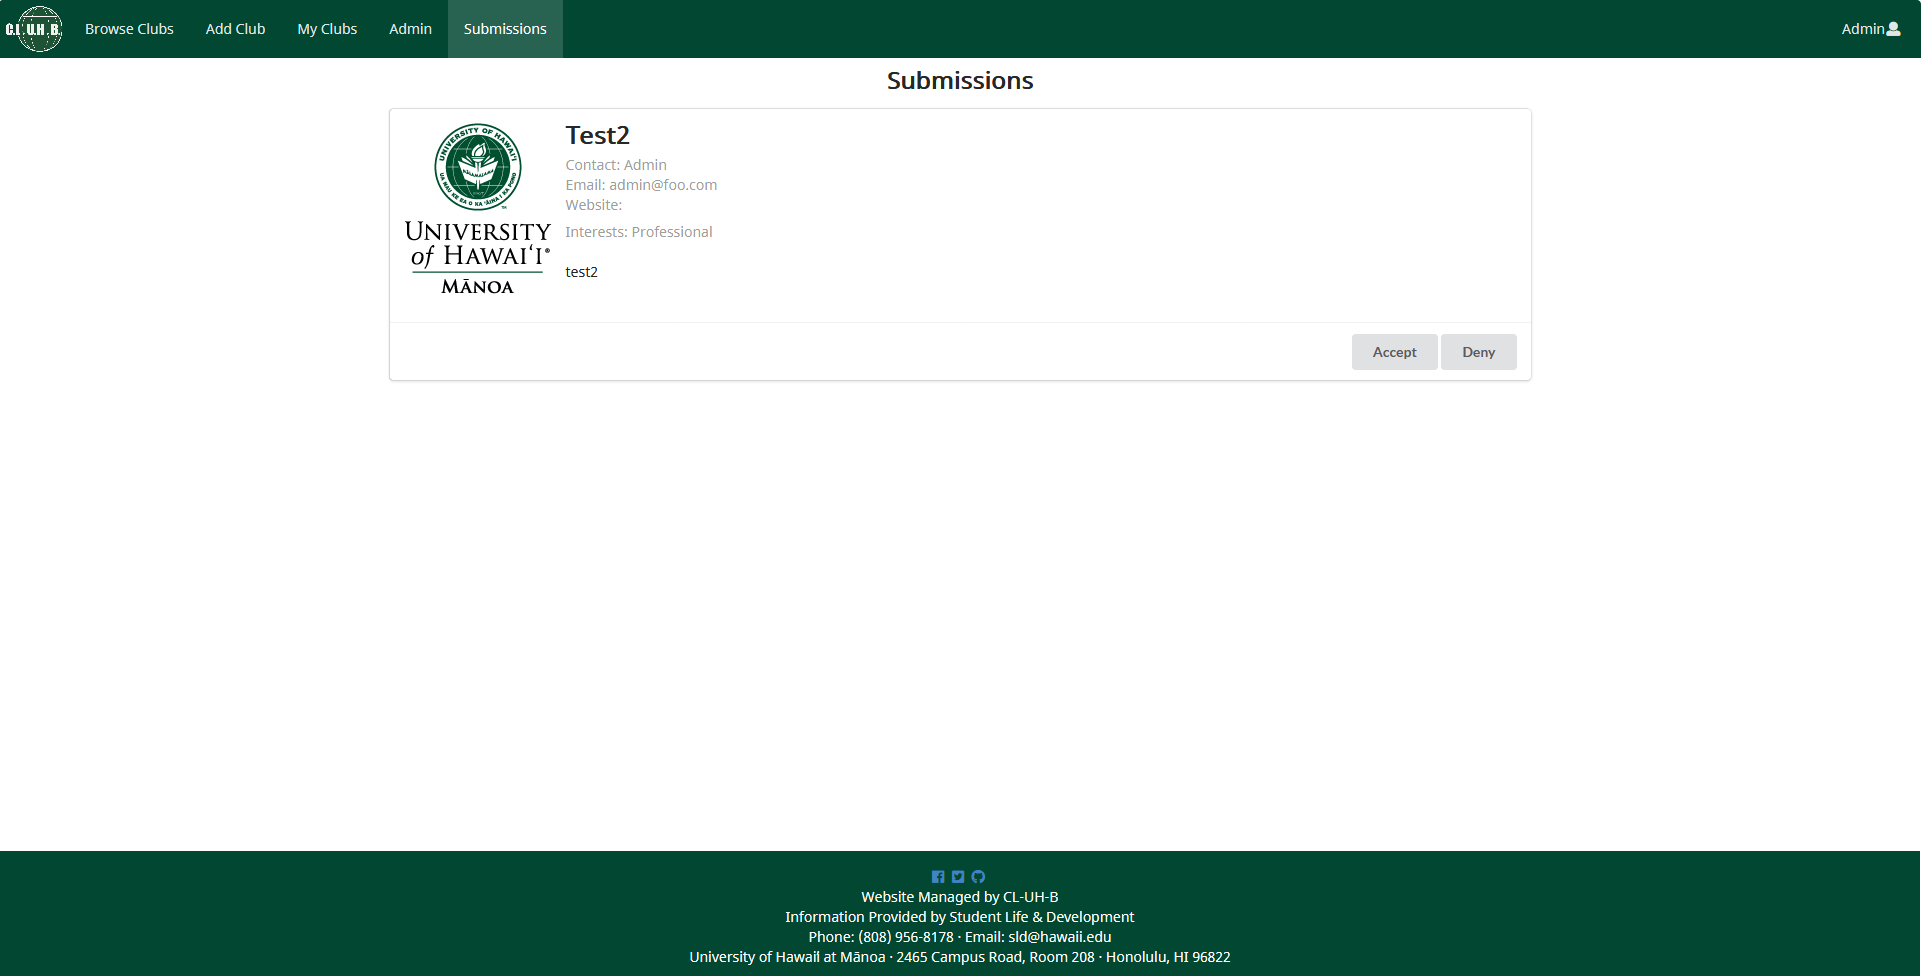 C.L.U.H.B.
Browse Clubs
Add Club
My Clubs
Admin
Submissions
Admin
Submissions
UNIVERSITY OF HAWAI'I
UA MAU KE EA O KA ʻĀINA I KA PONO
MĀLAMALAMA
TM
UNIVERSITY
of HAWAIʻI®
MĀNOA
Test2
Contact: Admin
Email: admin@foo.com
Website:
Interests: Professional
test2
Accept
Deny
Website Managed by CL-UH-B
Information Provided by Student Life & Development
Phone: (808) 956-8178 · Email: sld@hawaii.edu
University of Hawaii at Mānoa · 2465 Campus Road, Room 208 · Honolulu, HI 96822